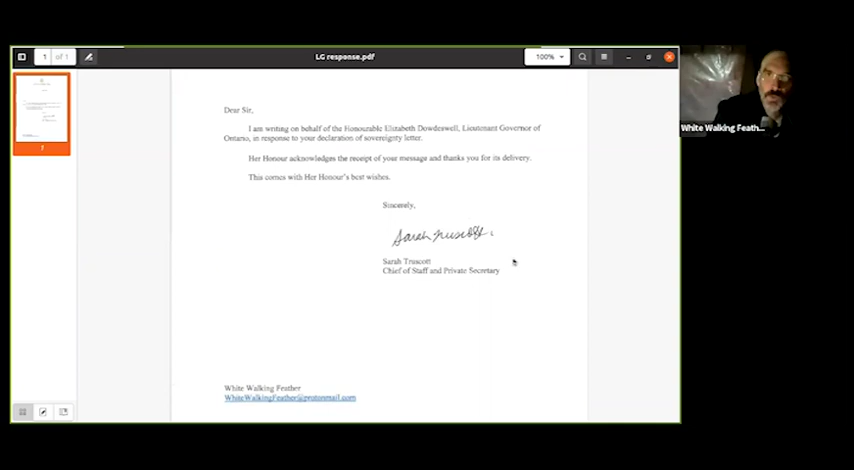 1 of 1
LG response.pdf
100%
Dear Sir,
I am writing on behalf of the Honourable Elizabeth Dowdeswell, Lieutenant Governor of
Ontario, in response to your declaration of sovereignty letter.
Her Honour acknowledges the receipt of your message and thanks you for its delivery.
This comes with Her Honour's best wishes.
Sincerely,
Sarah Truscott
Sarah Truscott
Chief of Staff and Private Secretary
White Walking Feather
WhiteWalkingFeather@protonmail.com
1
White Walking Feath...